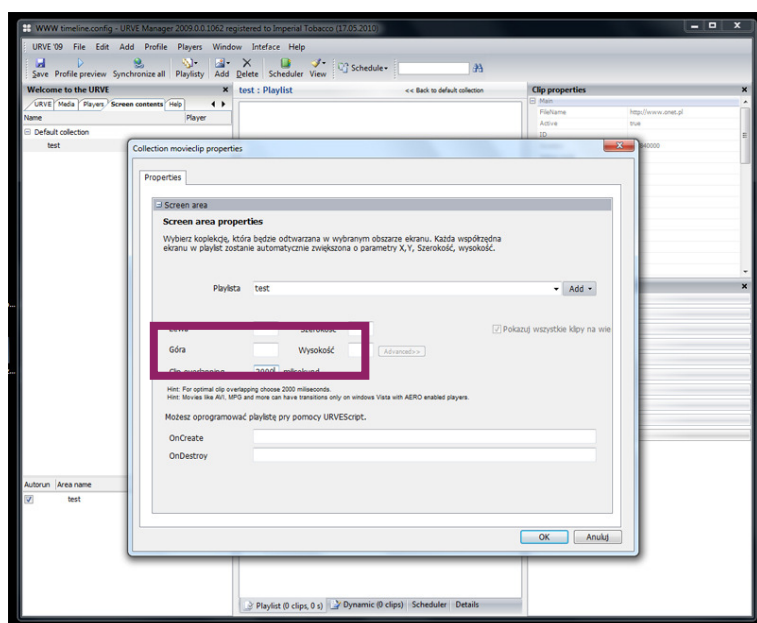 WWW timeline.config - URVE Manager 2009.0.0.1062 registered to Imperial Tobacco (17.05.2010)
URVE '09 File Edit Add Profile Players Window Inteface Help
Save Profile preview Synchronize all Playlisty Add Delete Scheduler View Schedule
Welcome to the URVE
test : Playlist
<< Back to default collection
Clip properties
URVE Media Players Screen contents Help
Main
Name Player
FileName http://www.onet.pl
Active true
Default collection
ID
test
Collection movieclip properties
Properties
Screen area
Screen area properties
Wybierz koplekcję, która będzie odtwarzana w wybranym obszarze ekranu. Każda współrzędna
ekranu w playlist zostanie automatycznie zwiększona o parametry X,Y, Szerokość, wysokość.
Playlista test Add
Szerokość
Pokazuj wszystkie klipy na wie
Góra Wysokość Advanced>>
Clip overlapping 2000 milisekund
Hint: For optimal clip overlapping choose 2000 miliseconds.
Hint: Movies like AVI, MPG and more can have transitions only on windows Vista with AERO enabled players.
Możesz oprogramować playlistę pry pomocy URVEScript.
OnCreate
OnDestroy
Autorun Area name
test
OK Anuluj
Playlist (0 clips, 0 s) Dynamic (0 clips) Scheduler Details